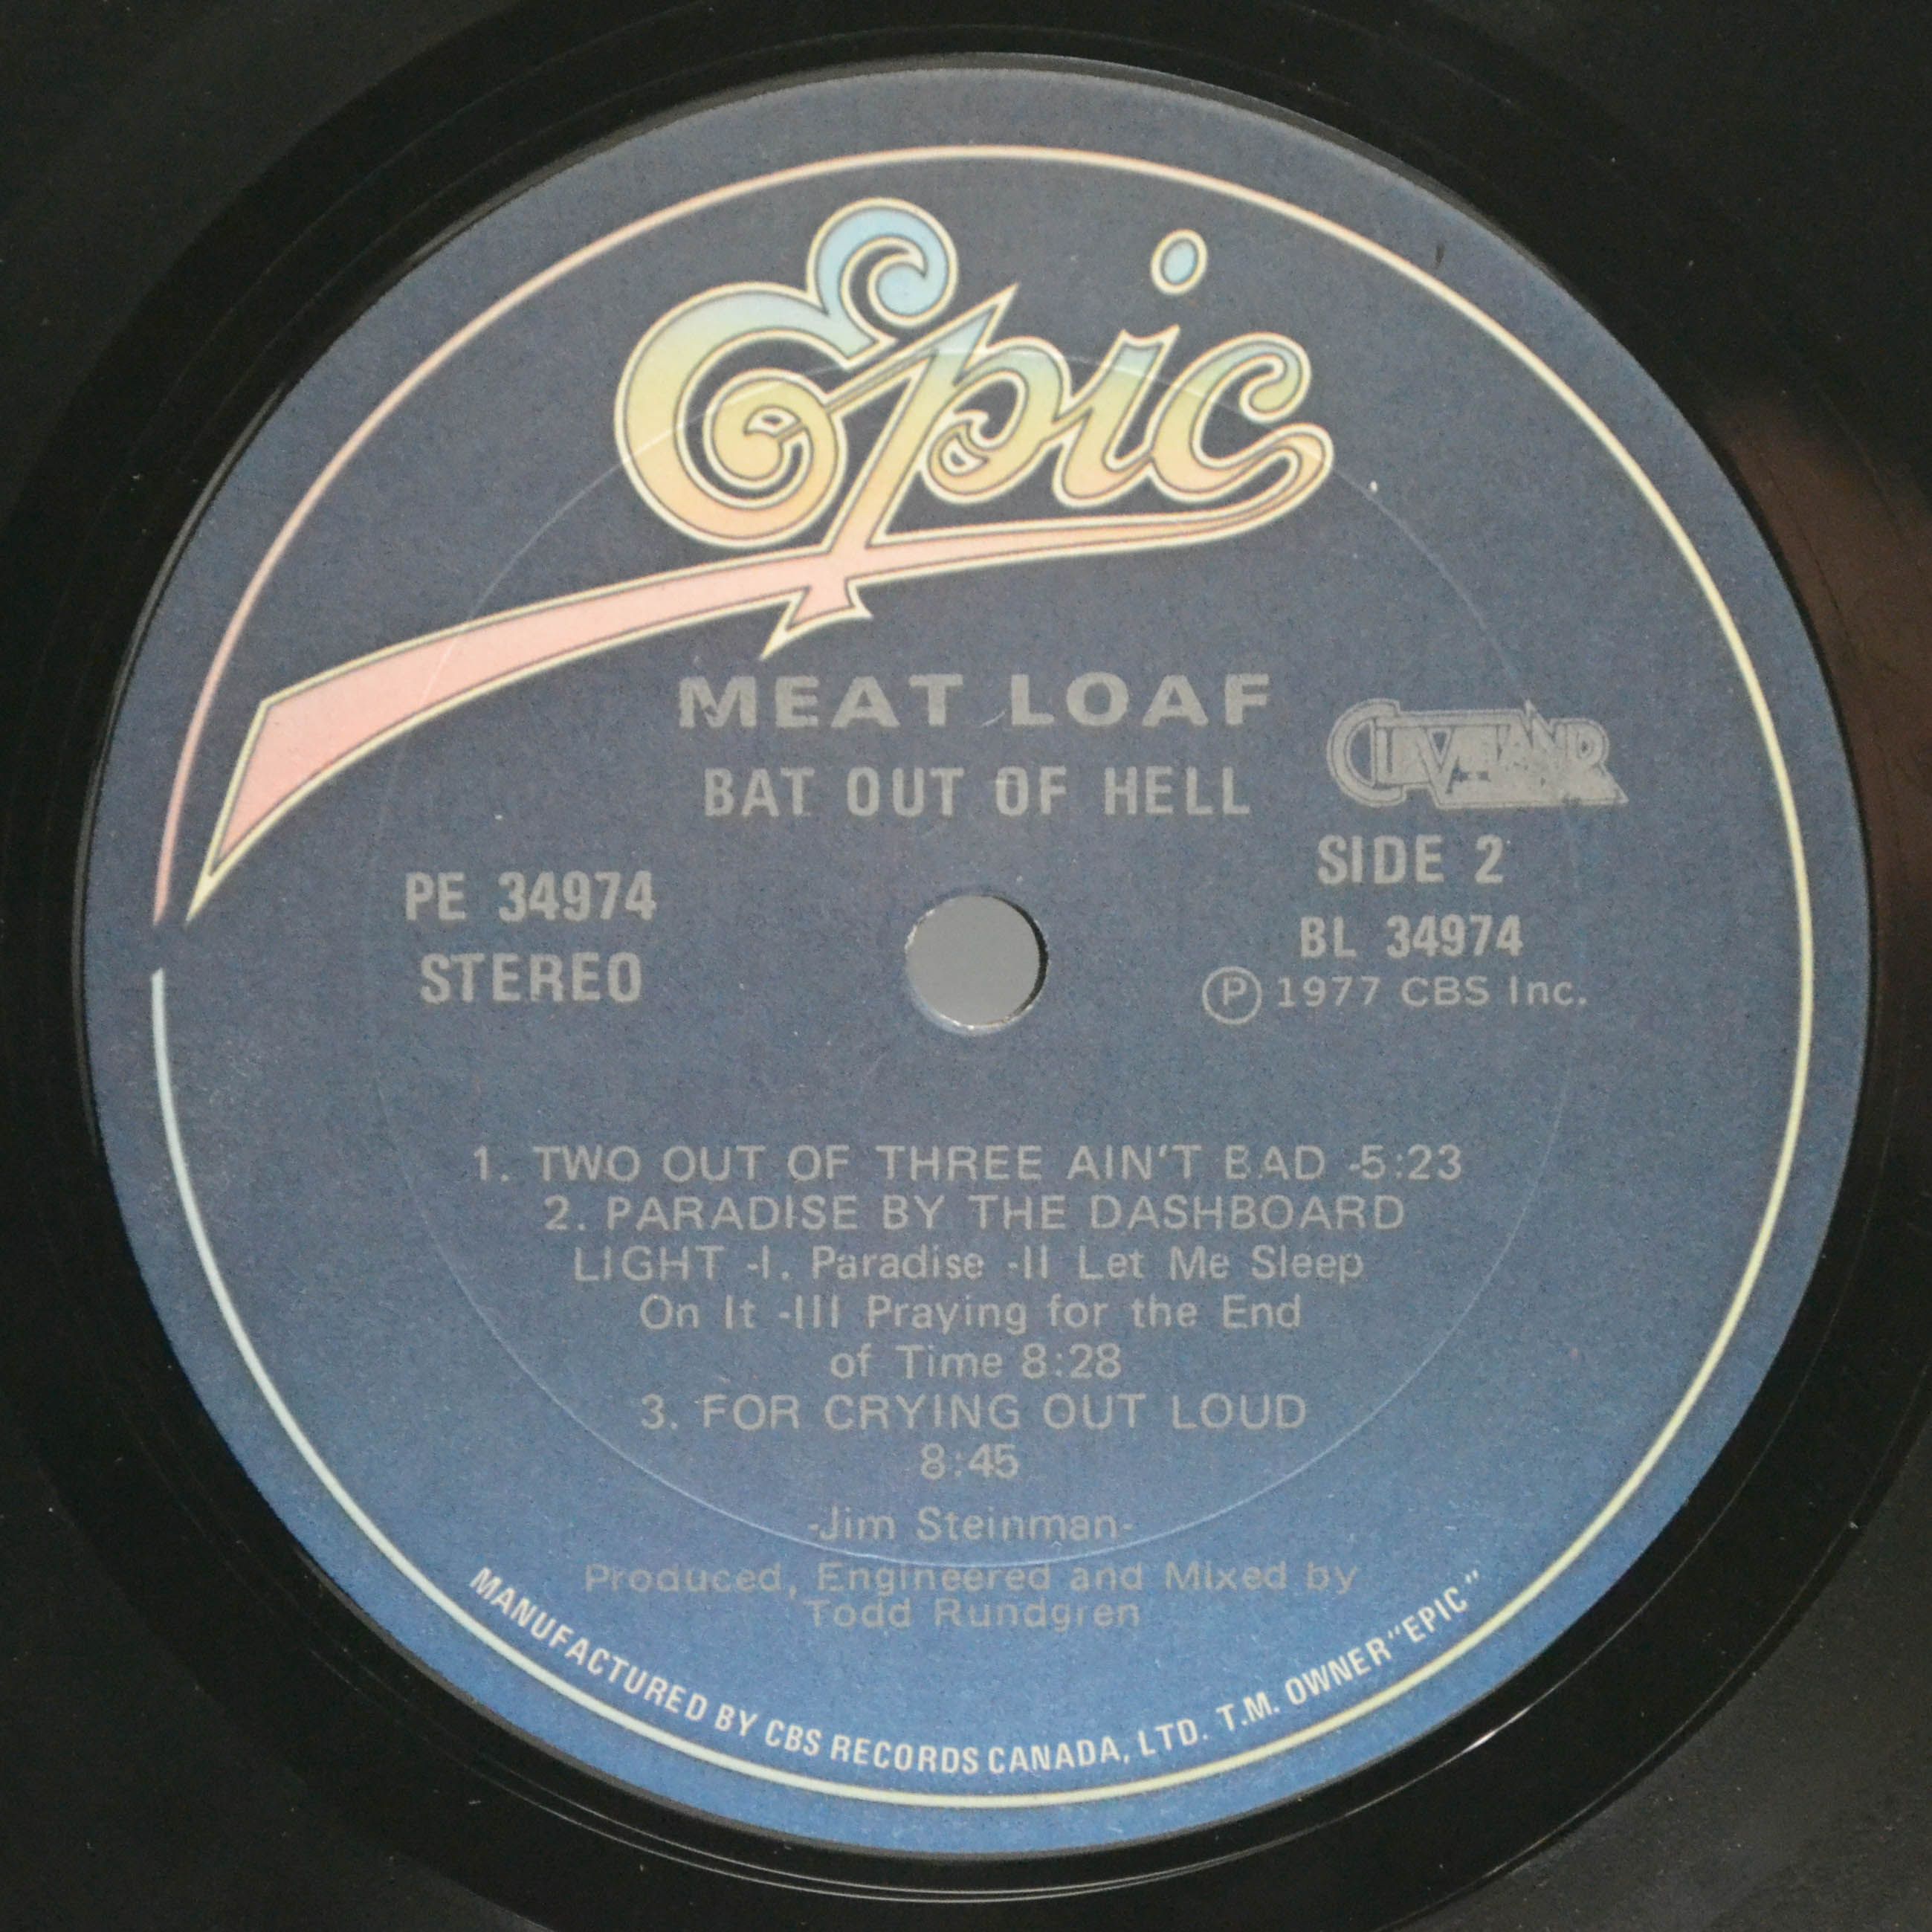 Epic
MEAT LOAF
BAT OUT OF HELL
CLEVELAND
PE 34974
STEREO
SIDE 2
BL 34974
Ⓟ 1977 CBS Inc.
1. TWO OUT OF THREE AIN'T BAD -5:23
2. PARADISE BY THE DASHBOARD
LIGHT -I. Paradise -II Let Me Sleep
On It -III Praying for the End
of Time 8:28
3. FOR CRYING OUT LOUD
8:45
-Jim Steinman-
Produced, Engineered and Mixed by
Todd Rundgren
MANUFACTURED BY CBS RECORDS CANADA, LTD. T.M. OWNER "EPIC"